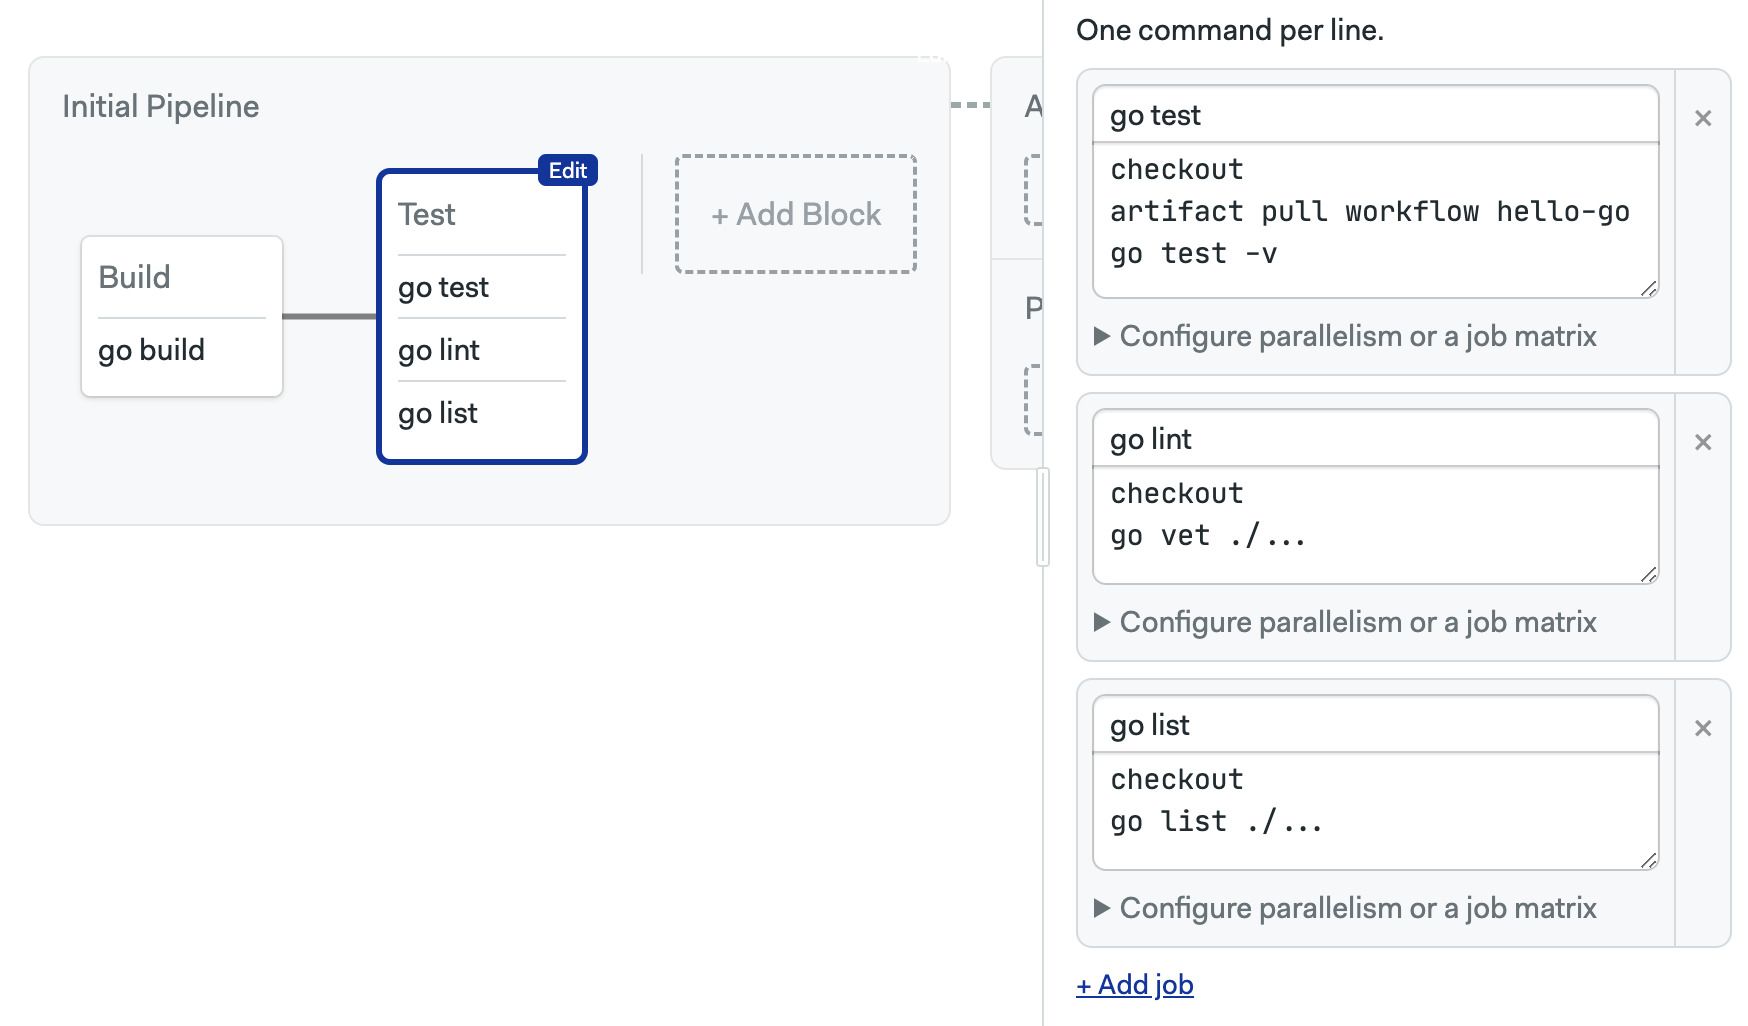 Initial Pipeline
Build
go build
Edit
Test
go test
go lint
go list
+ Add Block
A
P
One command per line.
go test
×
checkout
artifact pull workflow hello-go
go test -v
▶ Configure parallelism or a job matrix
go lint
×
checkout
go vet ./...
▶ Configure parallelism or a job matrix
go list
×
checkout
go list ./...
▶ Configure parallelism or a job matrix
+ Add job